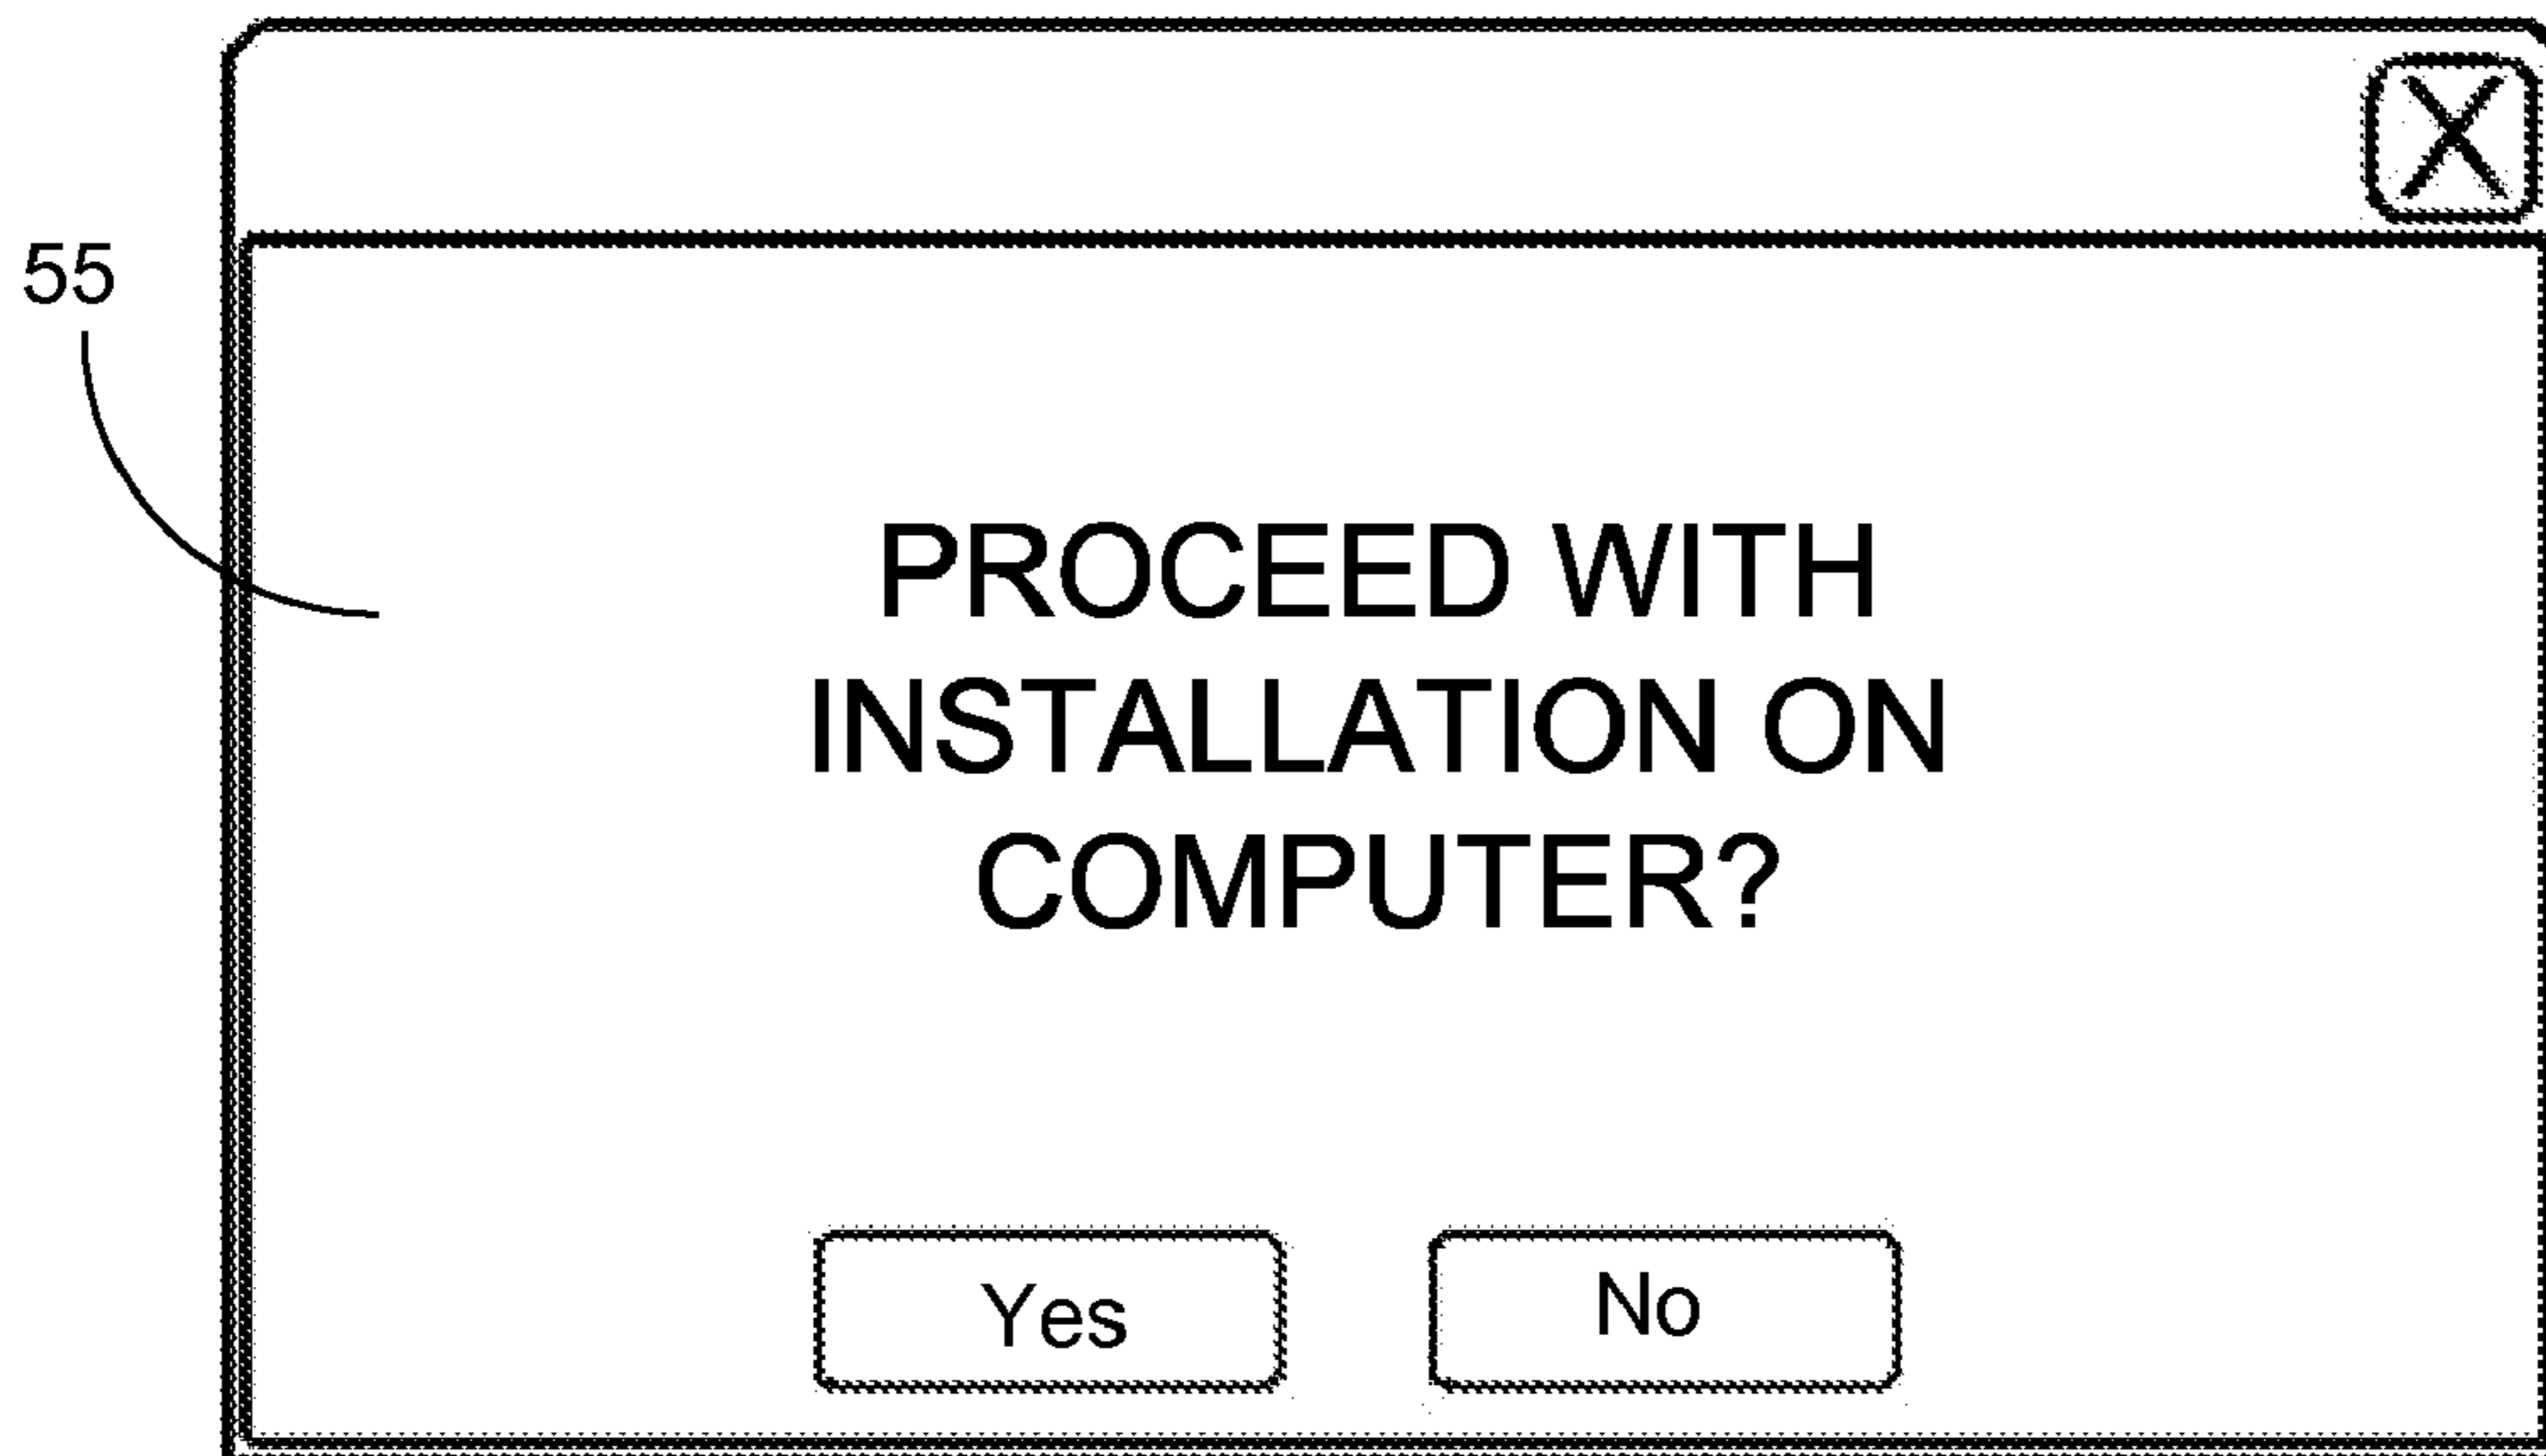 55
PROCEED WITH
INSTALLATION ON
COMPUTER?
Yes
No